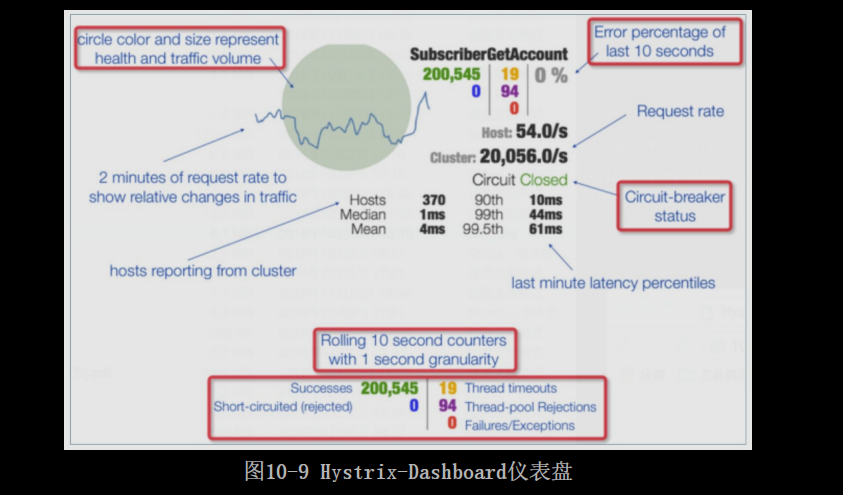 circle color and size represent
health and traffic volume
SubscriberGetAccount
200,545 19 0 %
0 94
0
Error percentage of
last 10 seconds
Host: 54.0/s
Request rate
Cluster: 20,056.0/s
2 minutes of request rate to
show relative changes in traffic
Circuit Closed
Circuit-breaker
status
Hosts 370 90th 10ms
Median 1ms 99th 44ms
Mean 4ms 99.5th 61ms
hosts reporting from cluster
last minute latency percentiles
Rolling 10 second counters
with 1 second granularity
Successes 200,545 19 Thread timeouts
Short-circuited (rejected) 0 94 Thread-pool Rejections
0 Failures/Exceptions
图10-9 Hystrix-Dashboard仪表盘